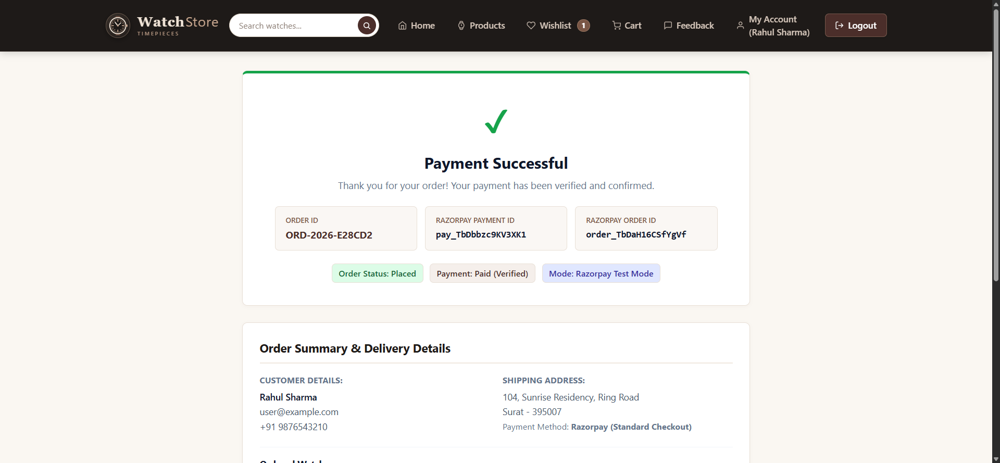 WatchStore
TIMEPIECES
Search watches...
Home
Products
Wishlist 1
Cart
Feedback
My Account
(Rahul Sharma)
Logout
Payment Successful
Thank you for your order! Your payment has been verified and confirmed.
ORDER ID
ORD-2026-E28CD2
RAZORPAY PAYMENT ID
pay_TbDbbzc9KV3XK1
RAZORPAY ORDER ID
order_TbDaH16CSfYgVf
Order Status: Placed
Payment: Paid (Verified)
Mode: Razorpay Test Mode
Order Summary & Delivery Details
CUSTOMER DETAILS:
Rahul Sharma
user@example.com
+91 9876543210
SHIPPING ADDRESS:
104, Sunrise Residency, Ring Road
Surat - 395007
Payment Method: Razorpay (Standard Checkout)